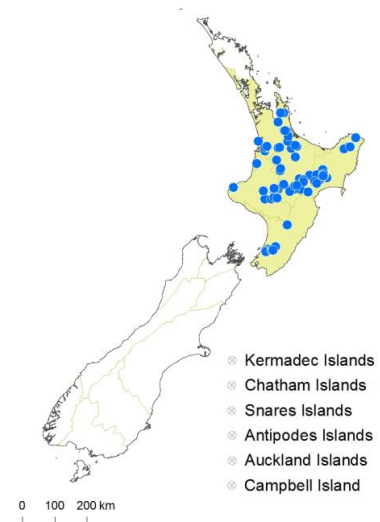 Kermadec Islands
Chatham Islands
Snares Islands
Antipodes Islands
Auckland Islands
Campbell Island
0 100 200 km